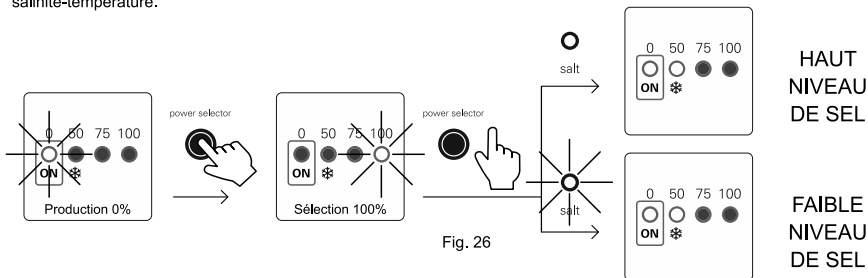 salinité-température.
0 50 75 100
ON
Production 0%
power selector
0 50 75 100
ON
Sélection 100%
power selector
Fig. 26
salt
0 50 75 100
ON
HAUT
NIVEAU
DE SEL
salt
0 50 75 100
ON
FAIBLE
NIVEAU
DE SEL